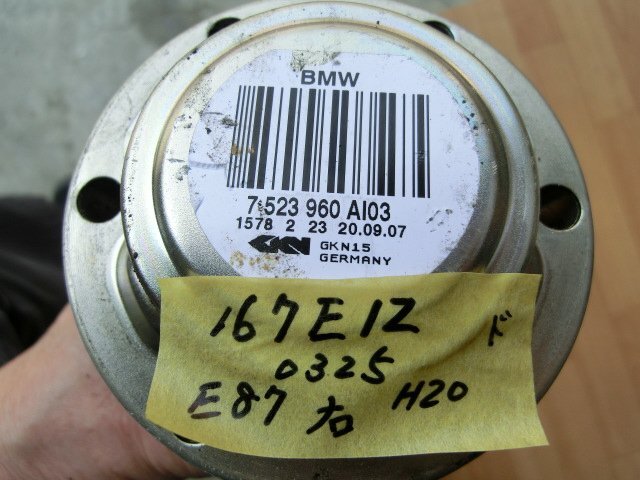 BMW
7 523 960 AI03
1578 2 23 20.09.07
GKN GKN15
GERMANY
167E1Z ド
0325
E87 右 H20